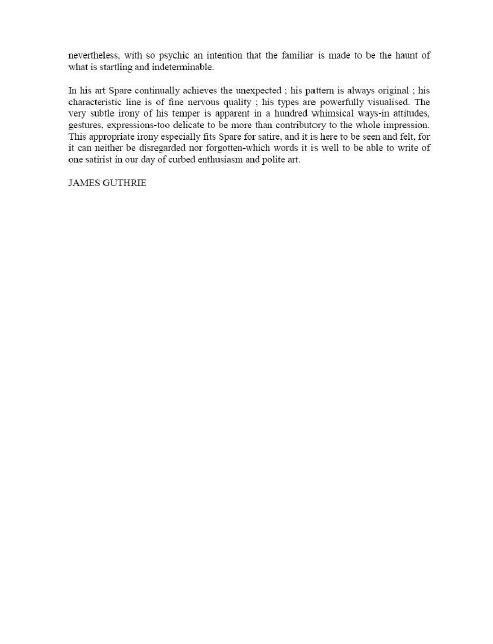 nevertheless, with so psychic an intention that the familiar is made to be the haunt of
what is startling and indeterminable.
In his art Spare continually achieves the unexpected ; his pattern is always original ; his
characteristic line is of fine nervous quality ; his types are powerfully visualised. The
very subtle irony of his temper is apparent in a hundred whimsical ways-in attitudes,
gestures, expressions-too delicate to be more than contributory to the whole impression.
This appropriate irony especially fits Spare for satire, and it is here to be seen and felt, for
it can neither be disregarded nor forgotten-which words it is well to be able to write of
one satirist in our day of curbed enthusiasm and polite art.
JAMES GUTHRIE